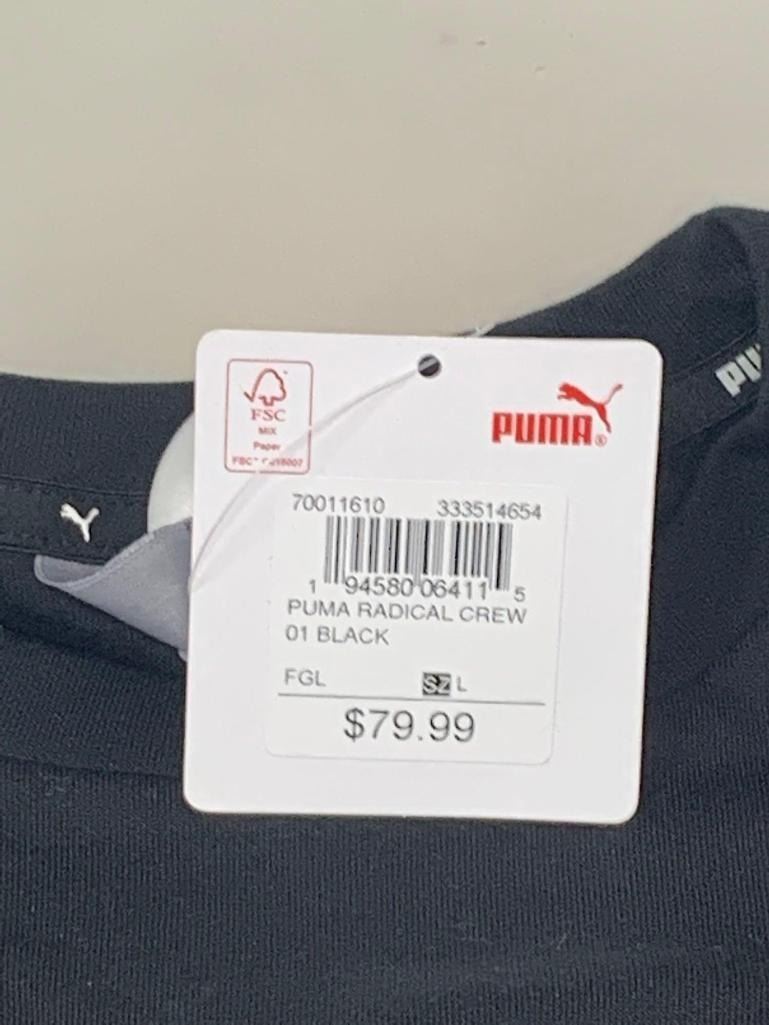 FSC
MIX
Paper
PUMA®
PU
70011610 333514654
1 94580 06411 5
PUMA RADICAL CREW
01 BLACK
FGL SZ L
$79.99